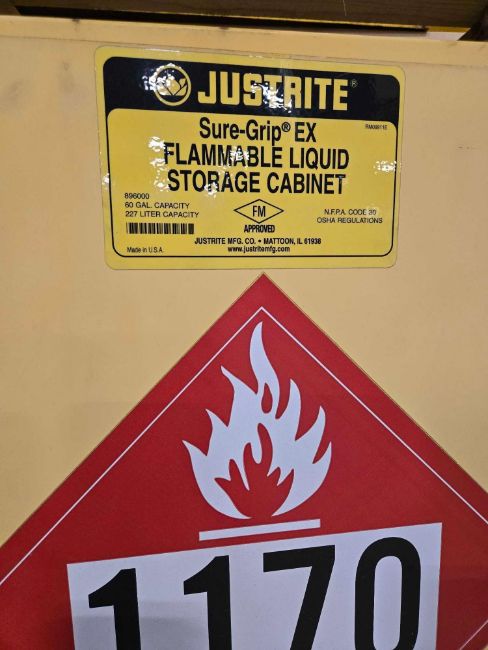 JUSTRITE®
Sure-Grip® EX
FLAMMABLE LIQUID
STORAGE CABINET
896000
60 GAL. CAPACITY
227 LITER CAPACITY
FM
APPROVED
N.F.P.A. CODE 30
OSHA REGULATIONS
JUSTRITE MFG. CO. • MATTOON, IL 61938
Made in U.S.A.
www.justritemfg.com
1170